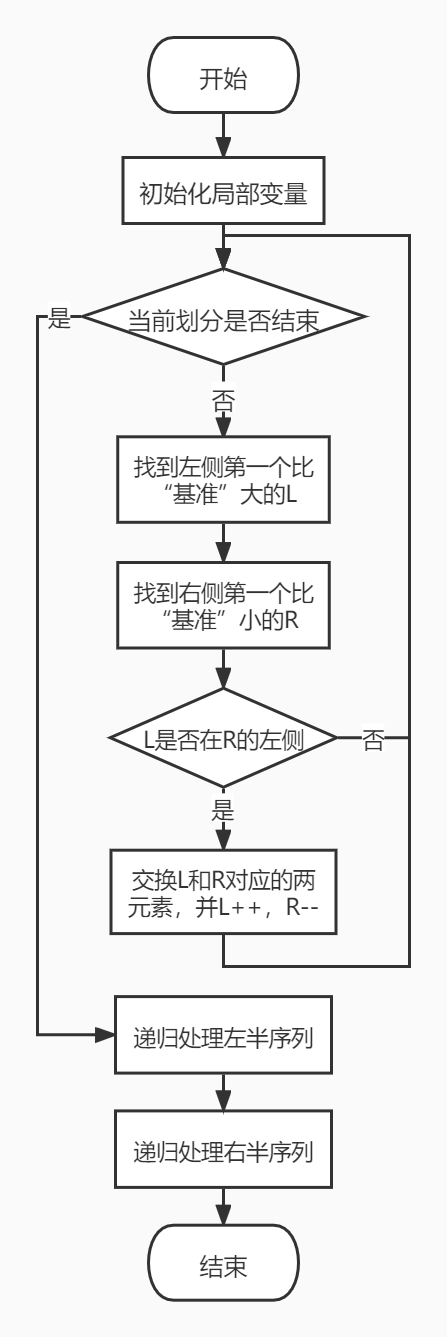 开始
初始化局部变量
当前划分是否结束
是
否
找到左侧第一个比
“基准”大的L
找到右侧第一个比
“基准”小的R
L是否在R的左侧
否
是
交换L和R对应的两
元素，并L++，R--
递归处理左半序列
递归处理右半序列
结束